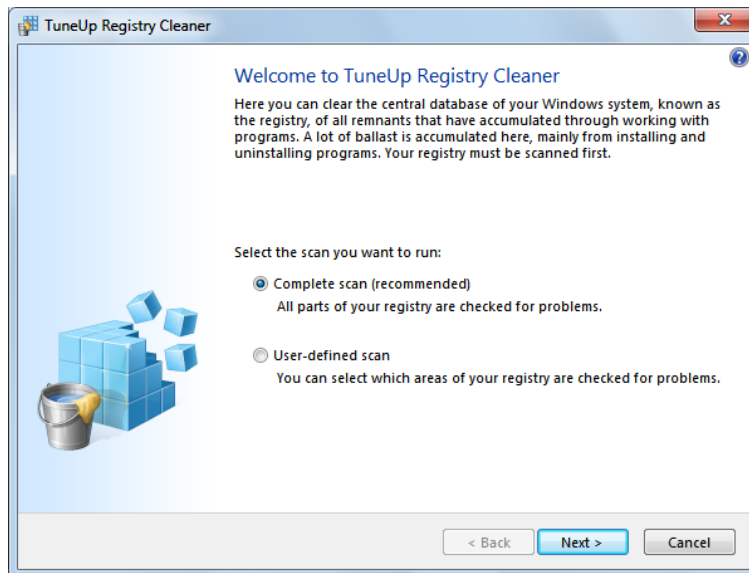 TuneUp Registry Cleaner
Welcome to TuneUp Registry Cleaner
Here you can clear the central database of your Windows system, known as
the registry, of all remnants that have accumulated through working with
programs. A lot of ballast is accumulated here, mainly from installing and
uninstalling programs. Your registry must be scanned first.
Select the scan you want to run:
Complete scan (recommended)
All parts of your registry are checked for problems.
User-defined scan
You can select which areas of your registry are checked for problems.
< Back
Next >
Cancel